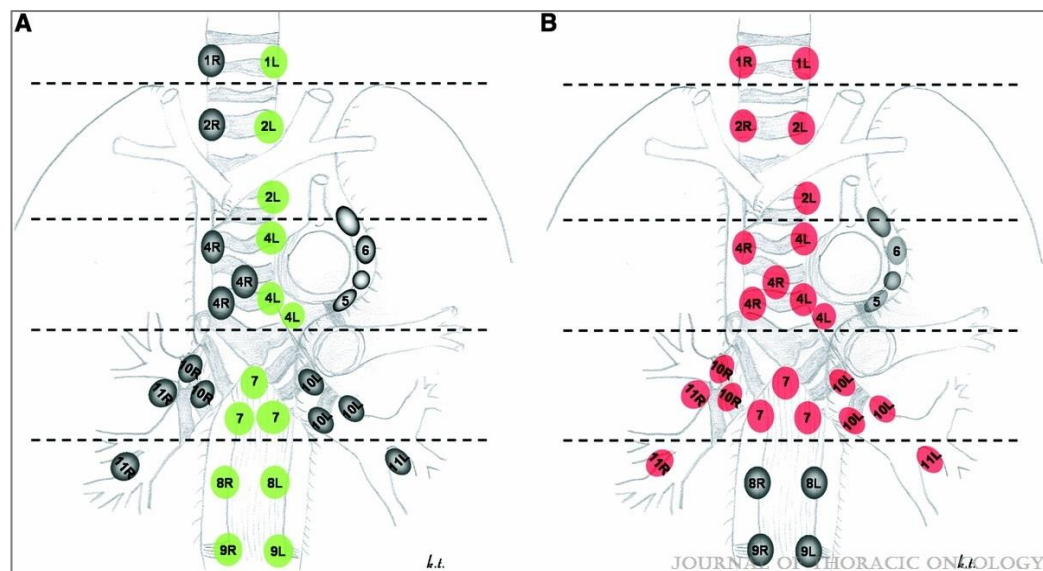 A
1R 1L
2R 2L
2L
4R 4L
6
4R
4R 4L 5
4L
10R 7 10L
11R 10R
7 7 10L 10L
11R 11L
8R 8L
9R 9L
k.t.
B
1R 1L
2R 2L
2L
4R 4L
6
4R
4R 4L 5
4L
10R 7 10L
11R 10R
7 7 10L 10L
11R 11L
8R 8L
9R 9L
k.t.
JOURNAL OF THORACIC ONCOLOGY